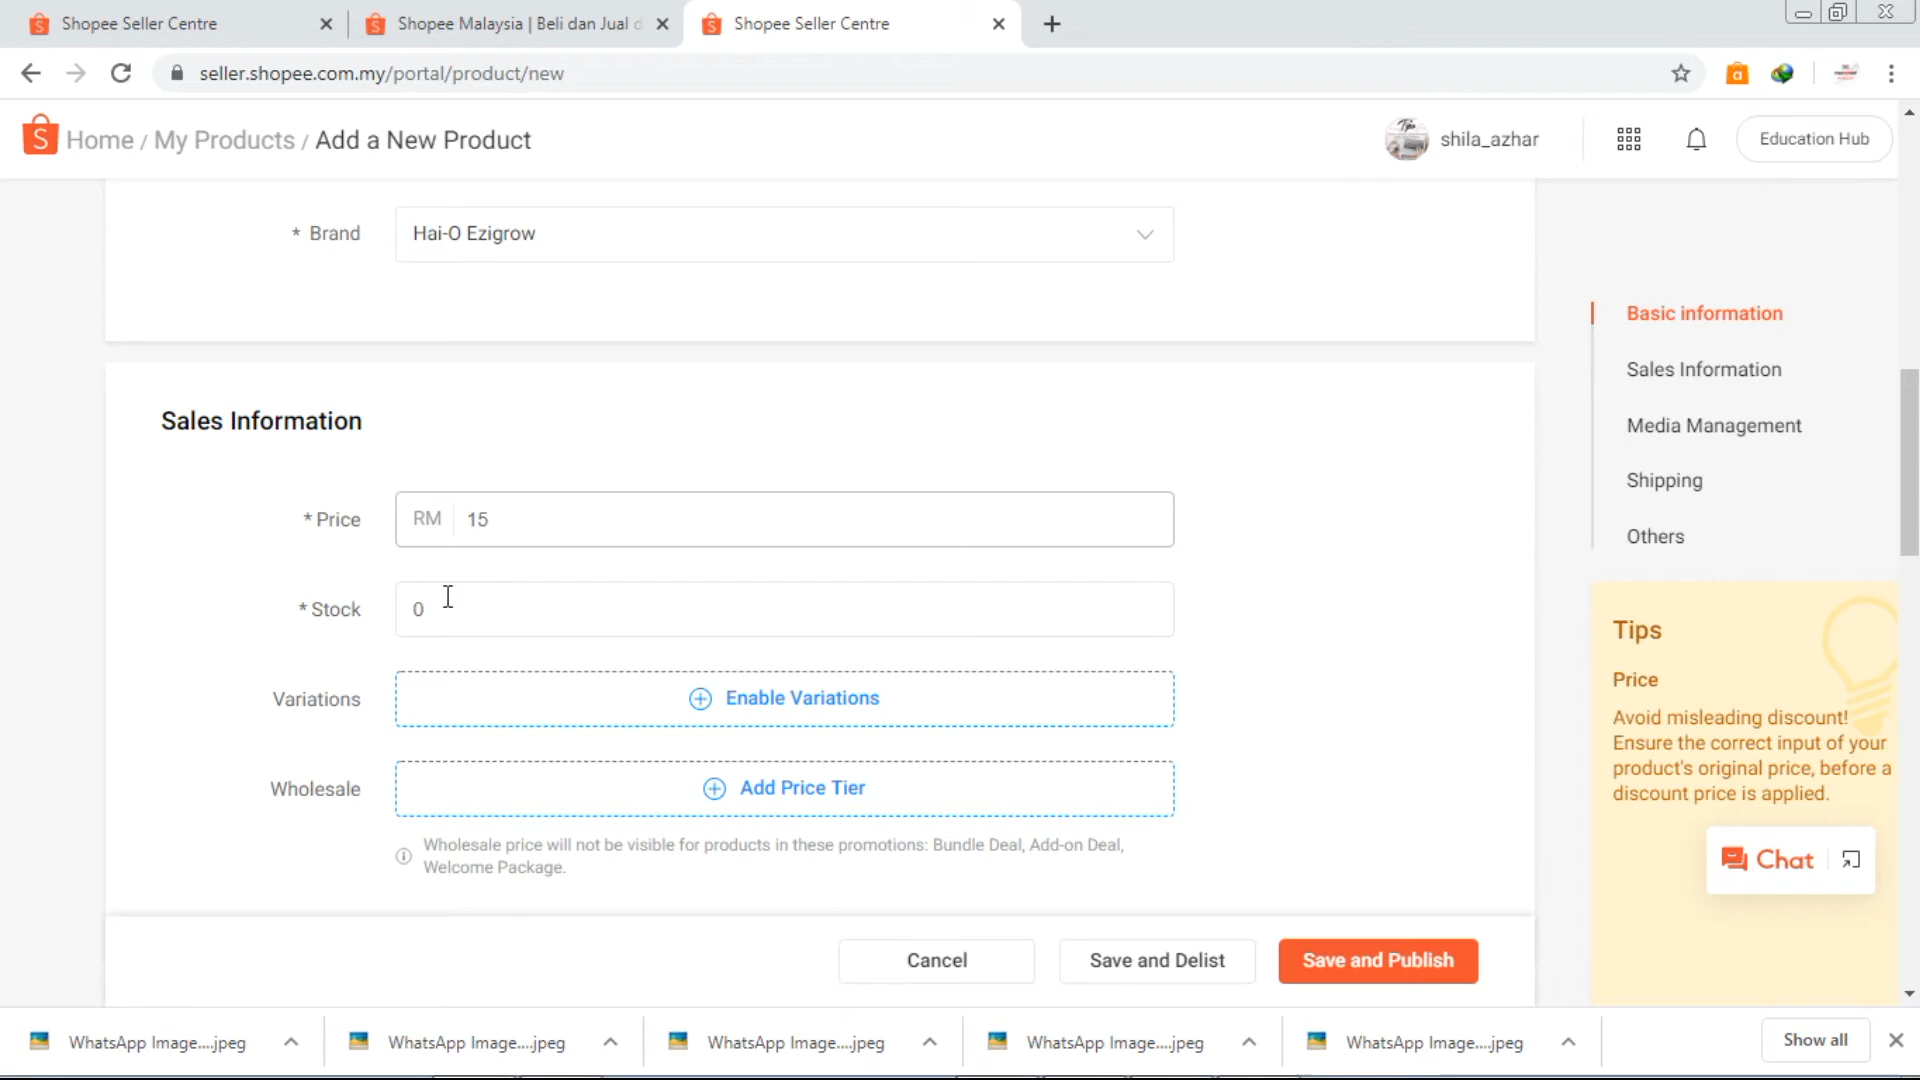 Shopee Seller Centre
Shopee Malaysia | Beli dan Jual d
Shopee Seller Centre
seller.shopee.com.my/portal/product/new
Home / My Products / Add a New Product
shila_azhar
Education Hub
* Brand
Hai-O Ezigrow
Basic information
Sales Information
Media Management
Shipping
Others
Sales Information
* Price
RM 15
* Stock
0
Variations
Enable Variations
Wholesale
Add Price Tier
Wholesale price will not be visible for products in these promotions: Bundle Deal, Add-on Deal,
Welcome Package.
Tips
Price
Avoid misleading discount!
Ensure the correct input of your
product's original price, before a
discount price is applied.
Chat
Cancel
Save and Delist
Save and Publish
WhatsApp Image....jpeg
WhatsApp Image....jpeg
WhatsApp Image....jpeg
WhatsApp Image....jpeg
WhatsApp Image....jpeg
Show all